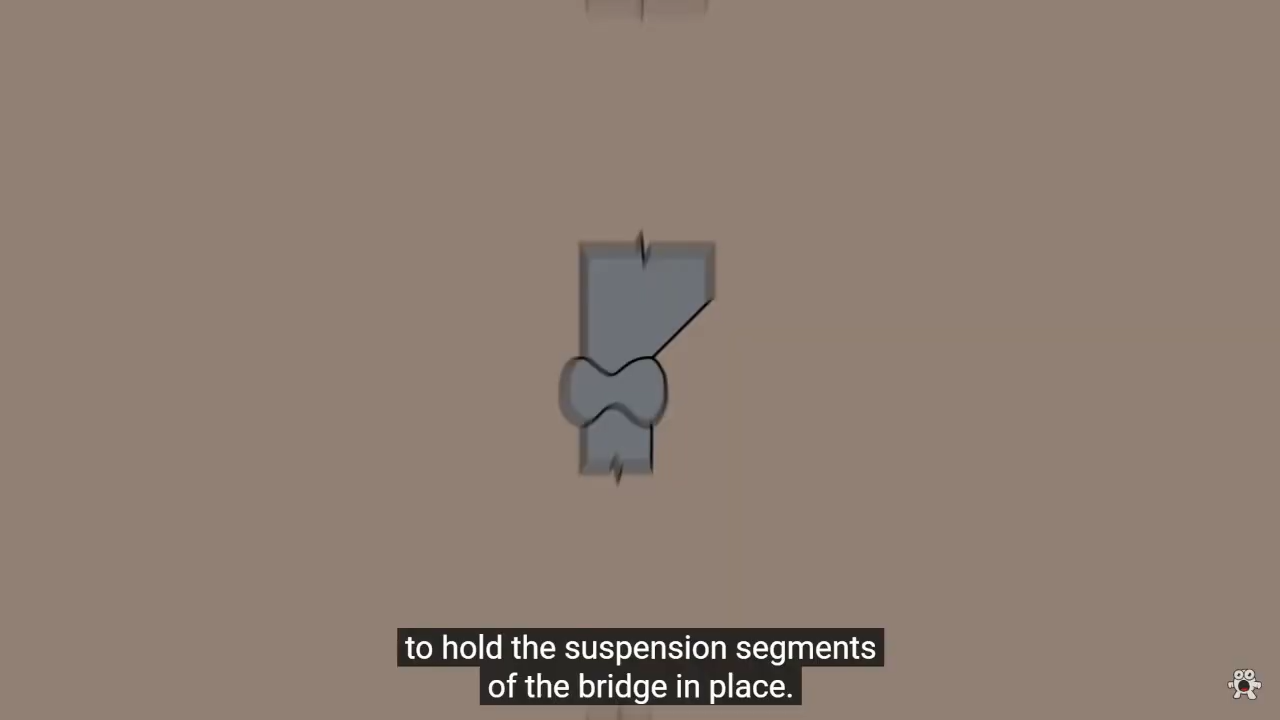 to hold the suspension segments
of the bridge in place.